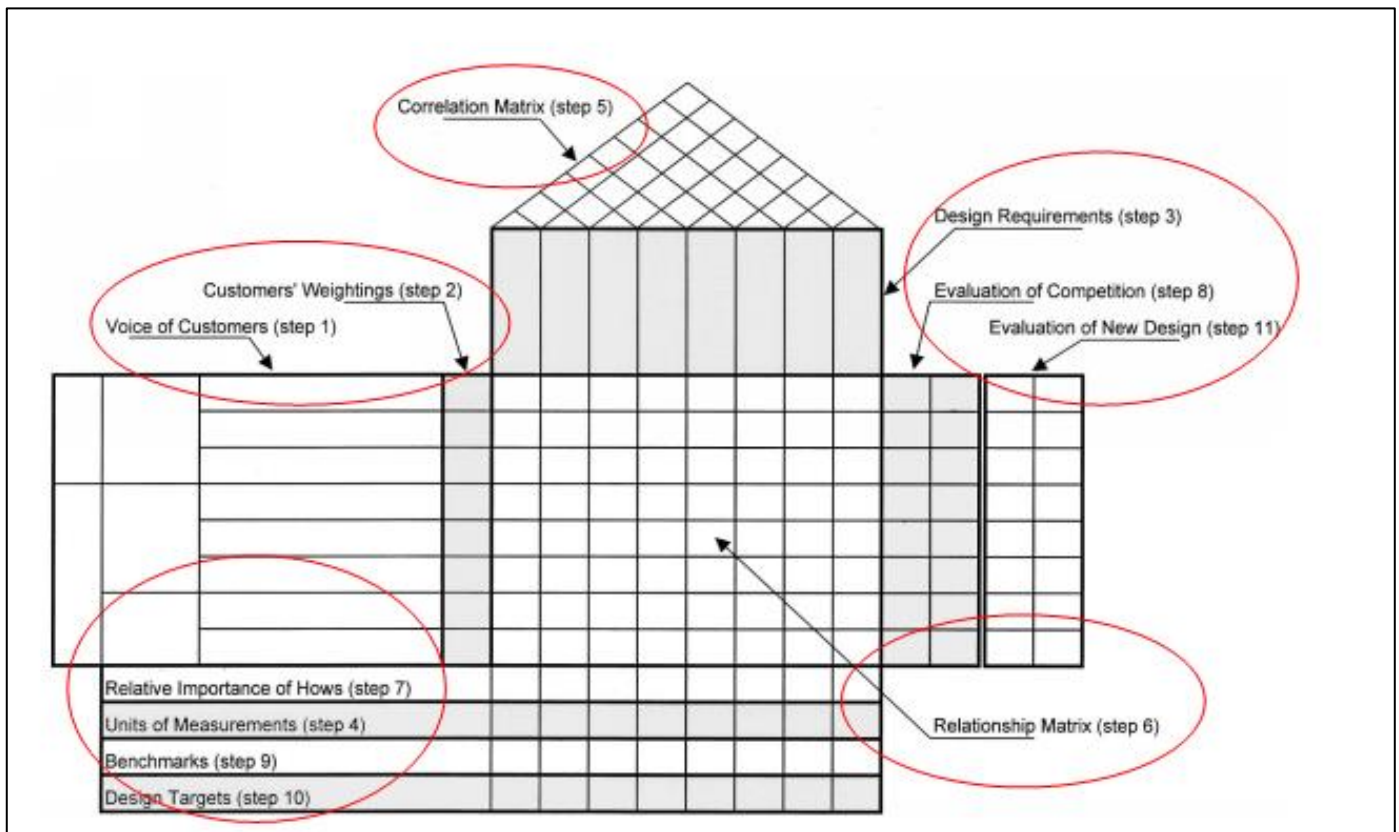 Correlation Matrix (step 5)
Design Requirements (step 3)
Customers' Weightings (step 2)
Evaluation of Competition (step 8)
Voice of Customers (step 1)
Evaluation of New Design (step 11)
Relative Importance of Hows (step 7)
Units of Measurements (step 4)
Relationship Matrix (step 6)
Benchmarks (step 9)
Design Targets (step 10)